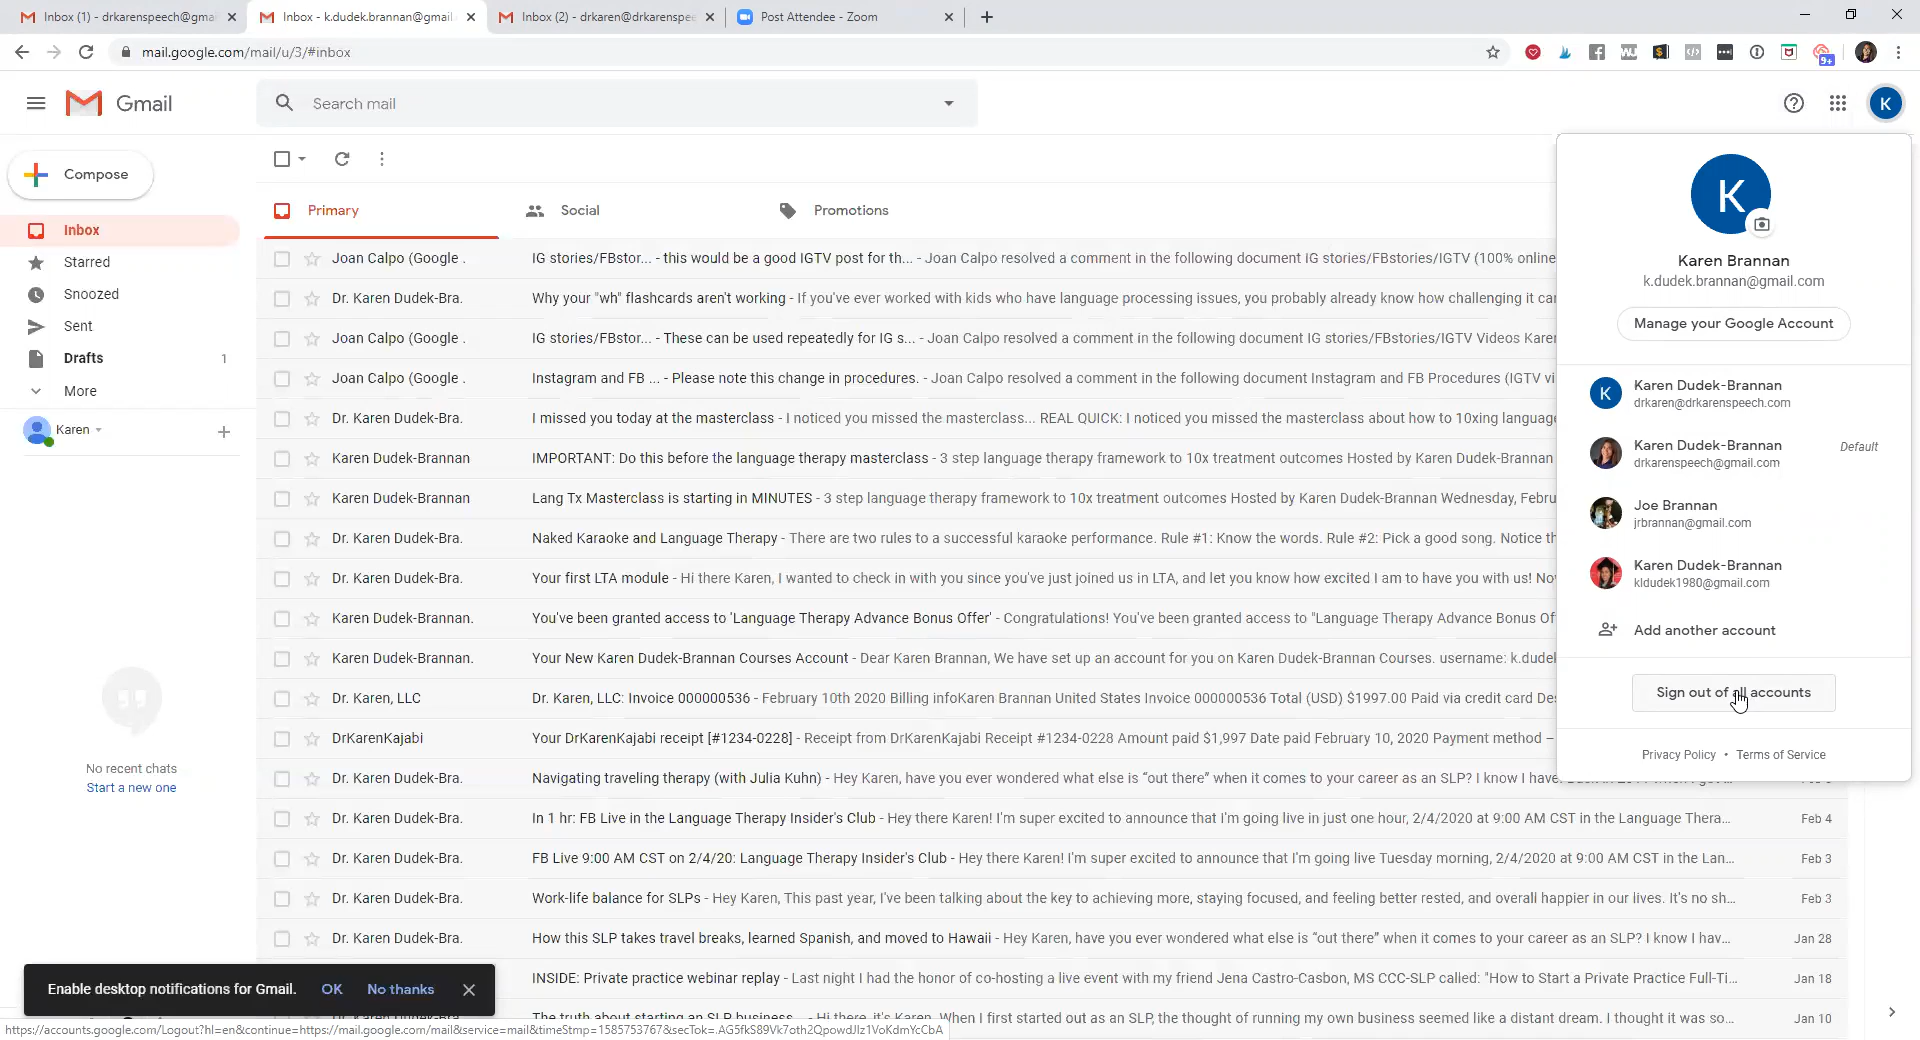 Inbox (1) - drkarenspeech@gmai
Inbox - k.dudek.brannan@gmail.
Inbox (2) - drkaren@drkarenspee
Post Attendee - Zoom
mail.google.com/mail/u/3/#inbox
9+
Gmail
Search mail
K
Compose
Inbox
Starred
Snoozed
Sent
Drafts 1
More
Karen
No recent chats
Start a new one
Primary
Social
Promotions
Joan Calpo (Google . IG stories/FBstor... - this would be a good IGTV post for th... - Joan Calpo resolved a comment in the following document IG stories/FBstories/IGTV (100% online
Dr. Karen Dudek-Bra. Why your "wh" flashcards aren't working - If you've ever worked with kids who have language processing issues, you probably already know how challenging it car
Joan Calpo (Google . IG stories/FBstor... - These can be used repeatedly for IG s... - Joan Calpo resolved a comment in the following document IG stories/FBstories/IGTV Videos Karer
Joan Calpo (Google . Instagram and FB ... - Please note this change in procedures. - Joan Calpo resolved a comment in the following document Instagram and FB Procedures (IGTV vi
Dr. Karen Dudek-Bra. I missed you today at the masterclass - I noticed you missed the masterclass... REAL QUICK: I noticed you missed the masterclass about how to 10xing language
Karen Dudek-Brannan IMPORTANT: Do this before the language therapy masterclass - 3 step language therapy framework to 10x treatment outcomes Hosted by Karen Dudek-Brannan
Karen Dudek-Brannan Lang Tx Masterclass is starting in MINUTES - 3 step language therapy framework to 10x treatment outcomes Hosted by Karen Dudek-Brannan Wednesday, Febru
Dr. Karen Dudek-Bra. Naked Karaoke and Language Therapy - There are two rules to a successful karaoke performance. Rule #1: Know the words. Rule #2: Pick a good song. Notice th
Dr. Karen Dudek-Bra. Your first LTA module - Hi there Karen, I wanted to check in with you since you've just joined us in LTA, and let you know how excited I am to have you with us! Nov
Karen Dudek-Brannan. You've been granted access to 'Language Therapy Advance Bonus Offer' - Congratulations! You've been granted access to "Language Therapy Advance Bonus Of
Karen Dudek-Brannan. Your New Karen Dudek-Brannan Courses Account - Dear Karen Brannan, We have set up an account for you on Karen Dudek-Brannan Courses. username: k.dudek
Dr. Karen, LLC Dr. Karen, LLC: Invoice 000000536 - February 10th 2020 Billing infoKaren Brannan United States Invoice 000000536 Total (USD) $1997.00 Paid via credit card Des
DrKarenKajabi Your DrKarenKajabi receipt [#1234-0228] - Receipt from DrKarenKajabi Receipt #1234-0228 Amount paid $1,997 Date paid February 10, 2020 Payment method –
Dr. Karen Dudek-Bra. Navigating traveling therapy (with Julia Kuhn) - Hey Karen, have you ever wondered what else is “out there” when it comes to your career as an SLP? I know I have.
Dr. Karen Dudek-Bra. In 1 hr: FB Live in the Language Therapy Insider's Club - Hey there Karen! I'm super excited to announce that I'm going live in just one hour, 2/4/2020 at 9:00 AM CST in the Language Thera... Feb 4
Dr. Karen Dudek-Bra. FB Live 9:00 AM CST on 2/4/20: Language Therapy Insider's Club - Hey there Karen! I'm super excited to announce that I'm going live Tuesday morning, 2/4/2020 at 9:00 AM CST in the Lan... Feb 3
Dr. Karen Dudek-Bra. Work-life balance for SLPs - Hey Karen, This past year, I've been talking about the key to achieving more, staying focused, and feeling better rested, and overall happier in our lives. It's no sh... Feb 3
Dr. Karen Dudek-Bra. How this SLP takes travel breaks, learned Spanish, and moved to Hawaii - Hey Karen, have you ever wondered what else is “out there” when it comes to your career as an SLP? I know I hav... Jan 28
INSIDE: Private practice webinar replay - Last night I had the honor of co-hosting a live event with my friend Jena Castro-Casbon, MS CCC-SLP called: "How to Start a Private Practice Full-Ti... Jan 18
The truth about starting an SLP business... - Hi there, it's Karen. When I first started out as an SLP, the thought of running my own business seemed like a distant dream. I thought it was so... Jan 10
K
Karen Brannan
k.dudek.brannan@gmail.com
Manage your Google Account
K
Karen Dudek-Brannan
drkaren@drkarenspeech.com
Karen Dudek-Brannan Default
drkarenspeech@gmail.com
Joe Brannan
jrbrannan@gmail.com
Karen Dudek-Brannan
kldudek1980@gmail.com
Add another account
Sign out of all accounts
Privacy Policy • Terms of Service
Enable desktop notifications for Gmail. OK No thanks